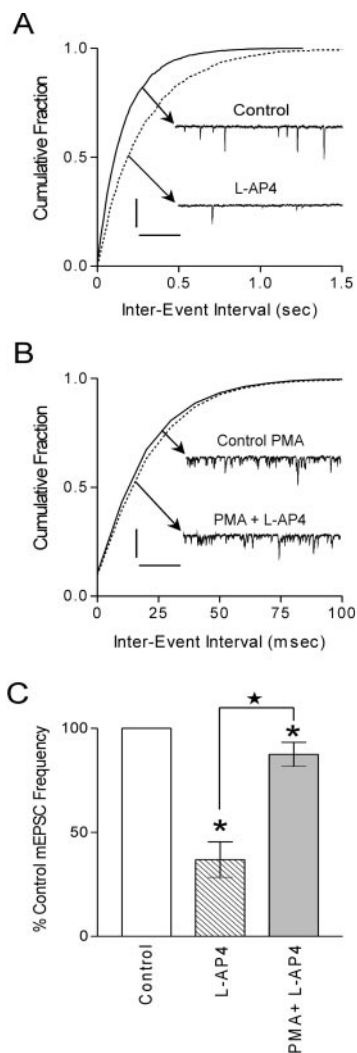 A
Cumulative Fraction
1.0
0.5
0.0
Control
L-AP4
0
0.5
1.0
1.5
Inter-Event Interval (sec)
B
Cumulative Fraction
1.0
0.5
0.0
Control PMA
PMA + L-AP4
0
25
50
75
100
Inter-Event Interval (msec)
C
% Control mEPSC Frequency
100
50
0
★
*
*
Control
L-AP4
PMA+ L-AP4